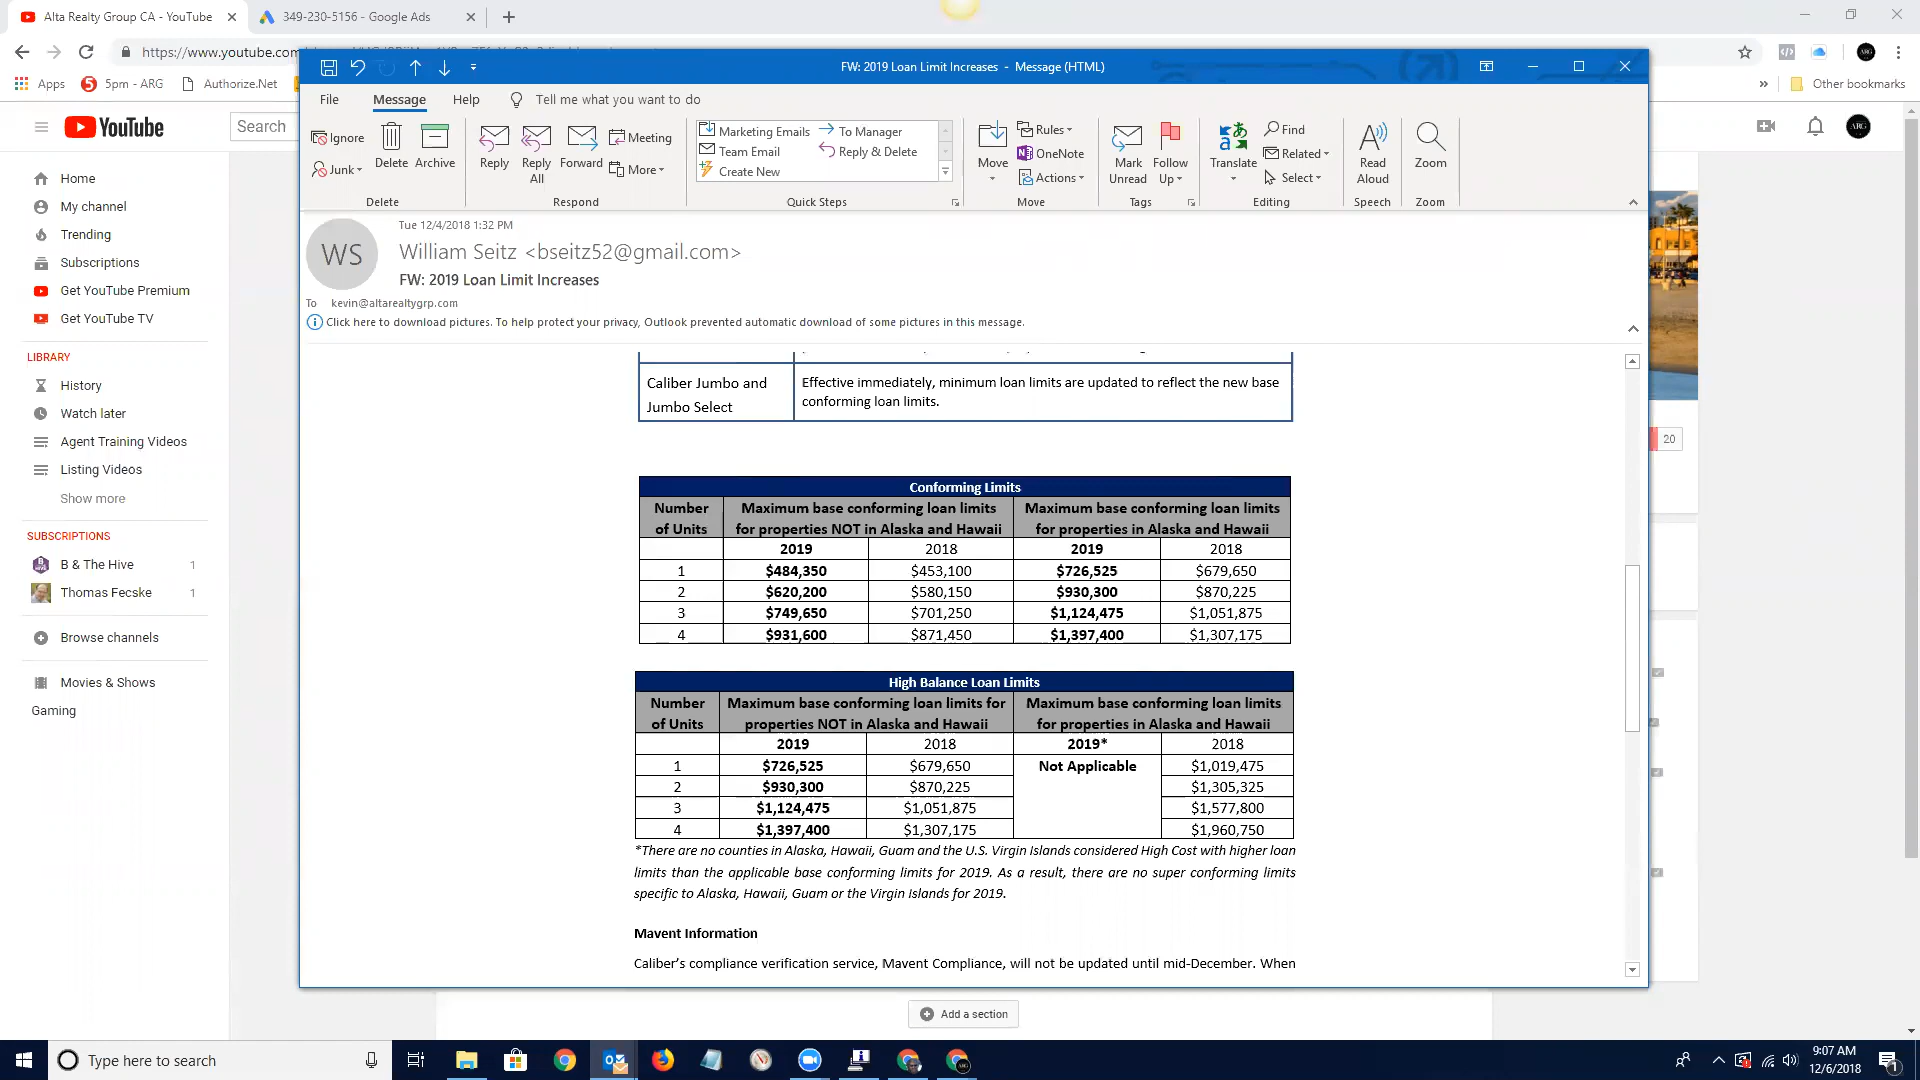 Alta Realty Group CA - YouTube
349-230-5156 - Google Ads
https://www.youtube.com
Apps
5pm - ARG
Authorize.Net
Other bookmarks
FW: 2019 Loan Limit Increases - Message (HTML)
File
Message
Help
Tell me what you want to do
YouTube
Search
ARG
Ignore
Junk
Delete
Archive
Reply
Reply All
Forward
Meeting
More
Marketing Emails
To Manager
Team Email
Reply & Delete
Create New
Move
Rules
OneNote
Actions
Mark Unread
Follow Up
Translate
Find
Related
Select
Read Aloud
Zoom
Delete
Respond
Quick Steps
Move
Tags
Editing
Speech
Zoom
Home
My channel
Trending
Subscriptions
Get YouTube Premium
Get YouTube TV
LIBRARY
History
Watch later
Agent Training Videos
Listing Videos
Show more
SUBSCRIPTIONS
B & The Hive 1
Thomas Fecske 1
Browse channels
Movies & Shows
Gaming
WS
Tue 12/4/2018 1:32 PM
William Seitz <bseitz52@gmail.com>
FW: 2019 Loan Limit Increases
To kevin@altarealtygrp.com
Click here to download pictures. To help protect your privacy, Outlook prevented automatic download of some pictures in this message.
Caliber Jumbo and Jumbo Select
Effective immediately, minimum loan limits are updated to reflect the new base
conforming loan limits.
20
Conforming Limits
Number of Units
Maximum base conforming loan limits for properties NOT in Alaska and Hawaii
Maximum base conforming loan limits for properties in Alaska and Hawaii
2019 2018 2019 2018
1 $484,350 $453,100 $726,525 $679,650
2 $620,200 $580,150 $930,300 $870,225
3 $749,650 $701,250 $1,124,475 $1,051,875
4 $931,600 $871,450 $1,397,400 $1,307,175
High Balance Loan Limits
Number of Units
Maximum base conforming loan limits for properties NOT in Alaska and Hawaii
Maximum base conforming loan limits for properties in Alaska and Hawaii
2019 2018 2019* 2018
1 $726,525 $679,650 Not Applicable $1,019,475
2 $930,300 $870,225 $1,305,325
3 $1,124,475 $1,051,875 $1,577,800
4 $1,397,400 $1,307,175 $1,960,750
*There are no counties in Alaska, Hawaii, Guam and the U.S. Virgin Islands considered High Cost with higher loan
limits than the applicable base conforming limits for 2019. As a result, there are no super conforming limits
specific to Alaska, Hawaii, Guam or the Virgin Islands for 2019.
Mavent Information
Caliber's compliance verification service, Mavent Compliance, will not be updated until mid-December. When
Add a section
Type here to search
9:07 AM
12/6/2018
1